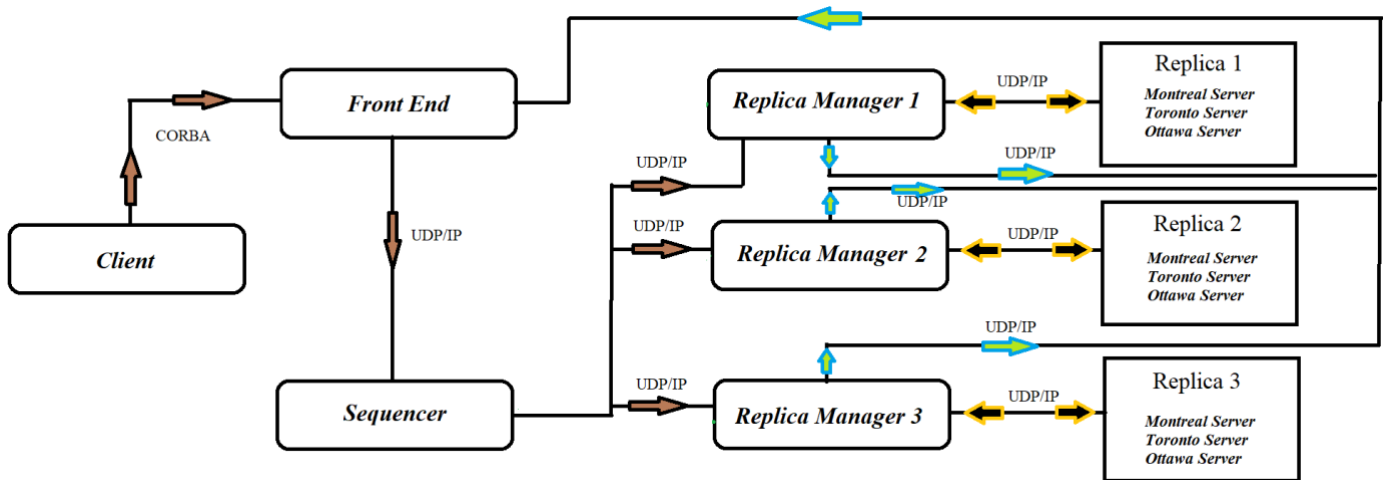 Front End
CORBA
Client
UDP/IP
Sequencer
UDP/IP
UDP/IP
UDP/IP
Replica Manager 1
UDP/IP
Replica 1
Montreal Server
Toronto Server
Ottawa Server
UDP/IP
UDP/IP
Replica Manager 2
UDP/IP
Replica 2
Montreal Server
Toronto Server
Ottawa Server
UDP/IP
Replica Manager 3
UDP/IP
Replica 3
Montreal Server
Toronto Server
Ottawa Server